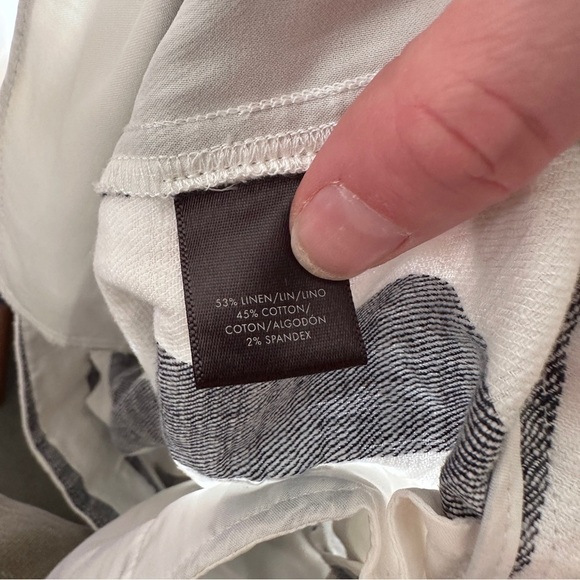 53% LINEN/LIN/LINO
45% COTTON/
COTON/ALGODÓN
2% SPANDEX